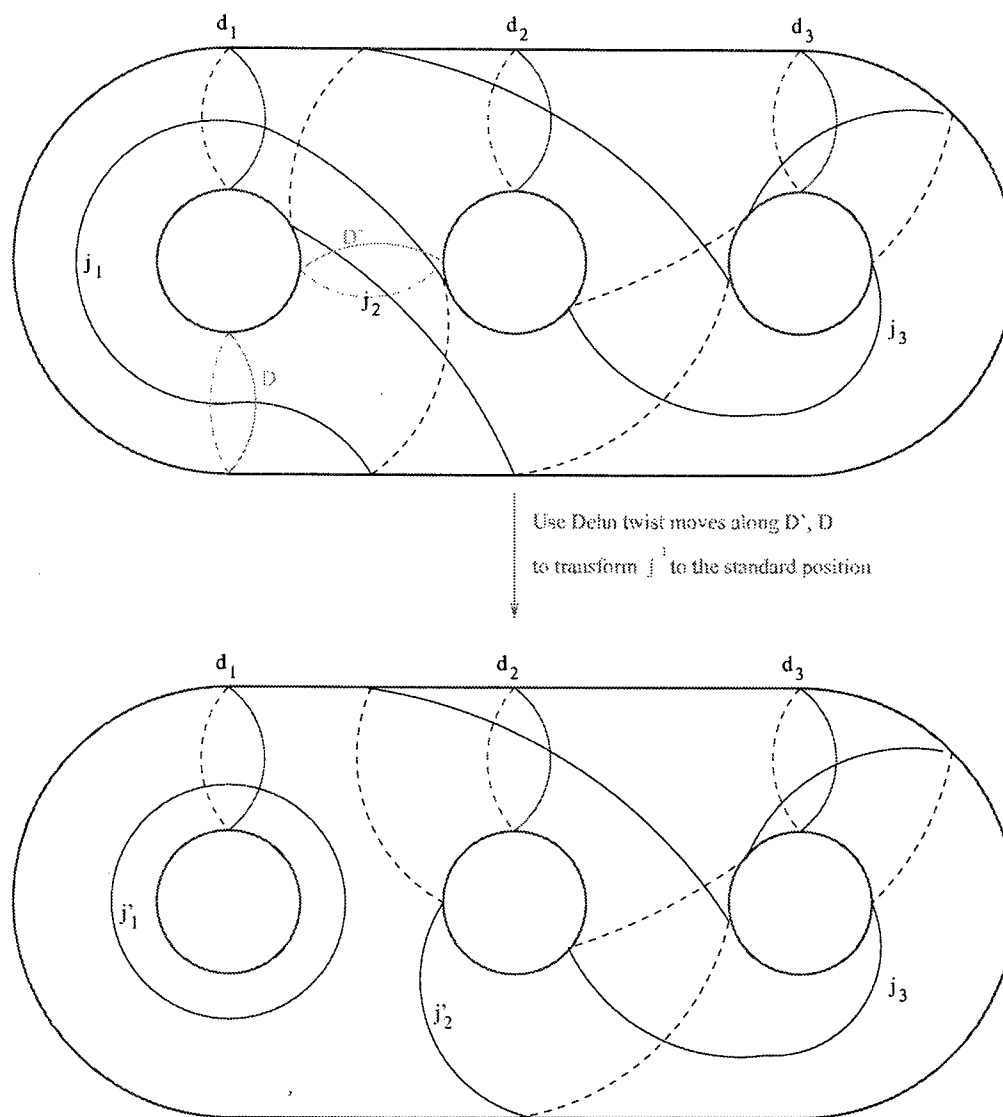 d1 d2 d3
D'
j1
j2
j3
D
Use Dehn twist moves along D', D
to transform j1 to the standard position
d1 d2 d3
j'1
j'2
j3